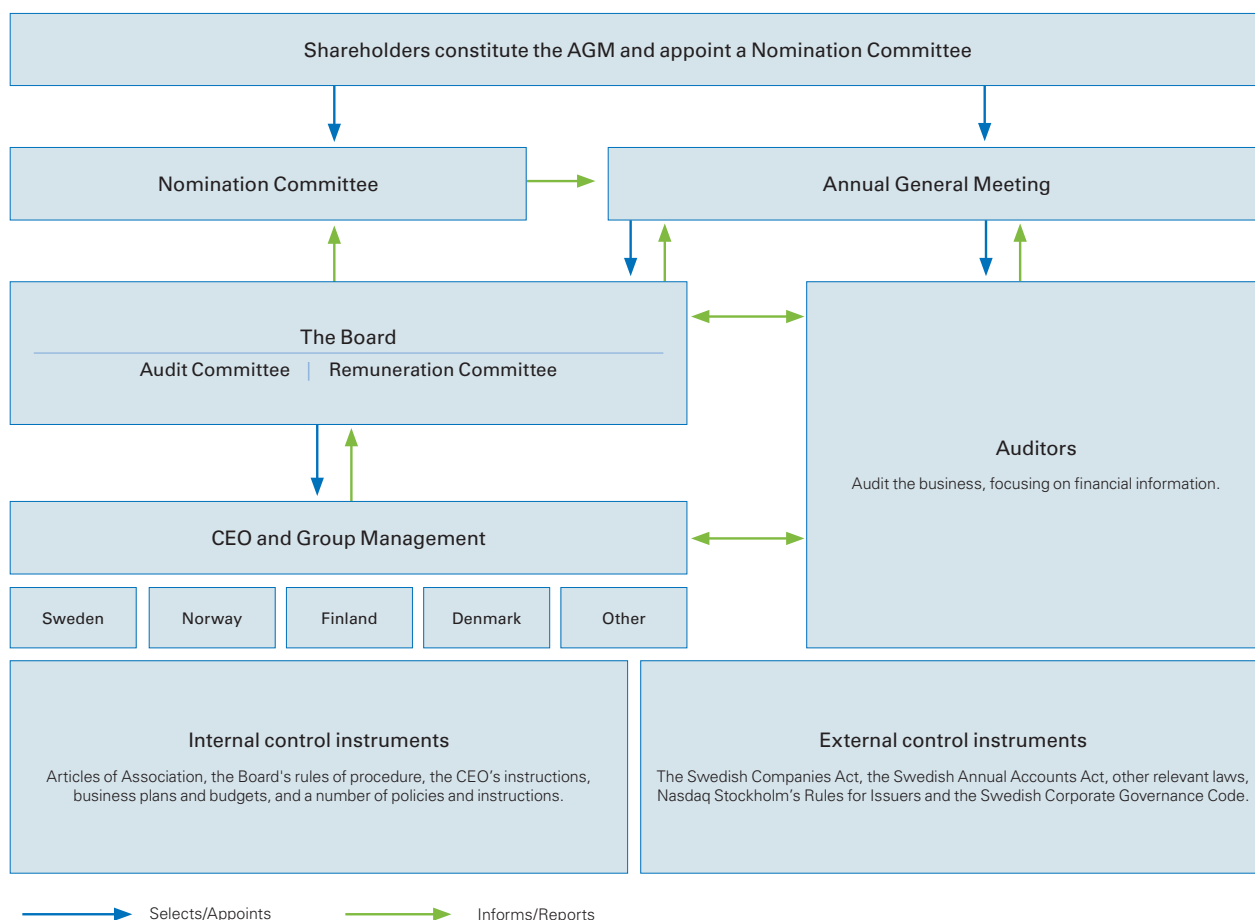 Shareholders constitute the AGM and appoint a Nomination Committee
Nomination Committee
Annual General Meeting
The Board
Audit Committee | Remuneration Committee
Auditors
Audit the business, focusing on financial information.
CEO and Group Management
Sweden
Norway
Finland
Denmark
Other
Internal control instruments
Articles of Association, the Board's rules of procedure, the CEO’s instructions,
business plans and budgets, and a number of policies and instructions.
External control instruments
The Swedish Companies Act, the Swedish Annual Accounts Act, other relevant laws,
Nasdaq Stockholm’s Rules for Issuers and the Swedish Corporate Governance Code.
Selects/Appoints
Informs/Reports